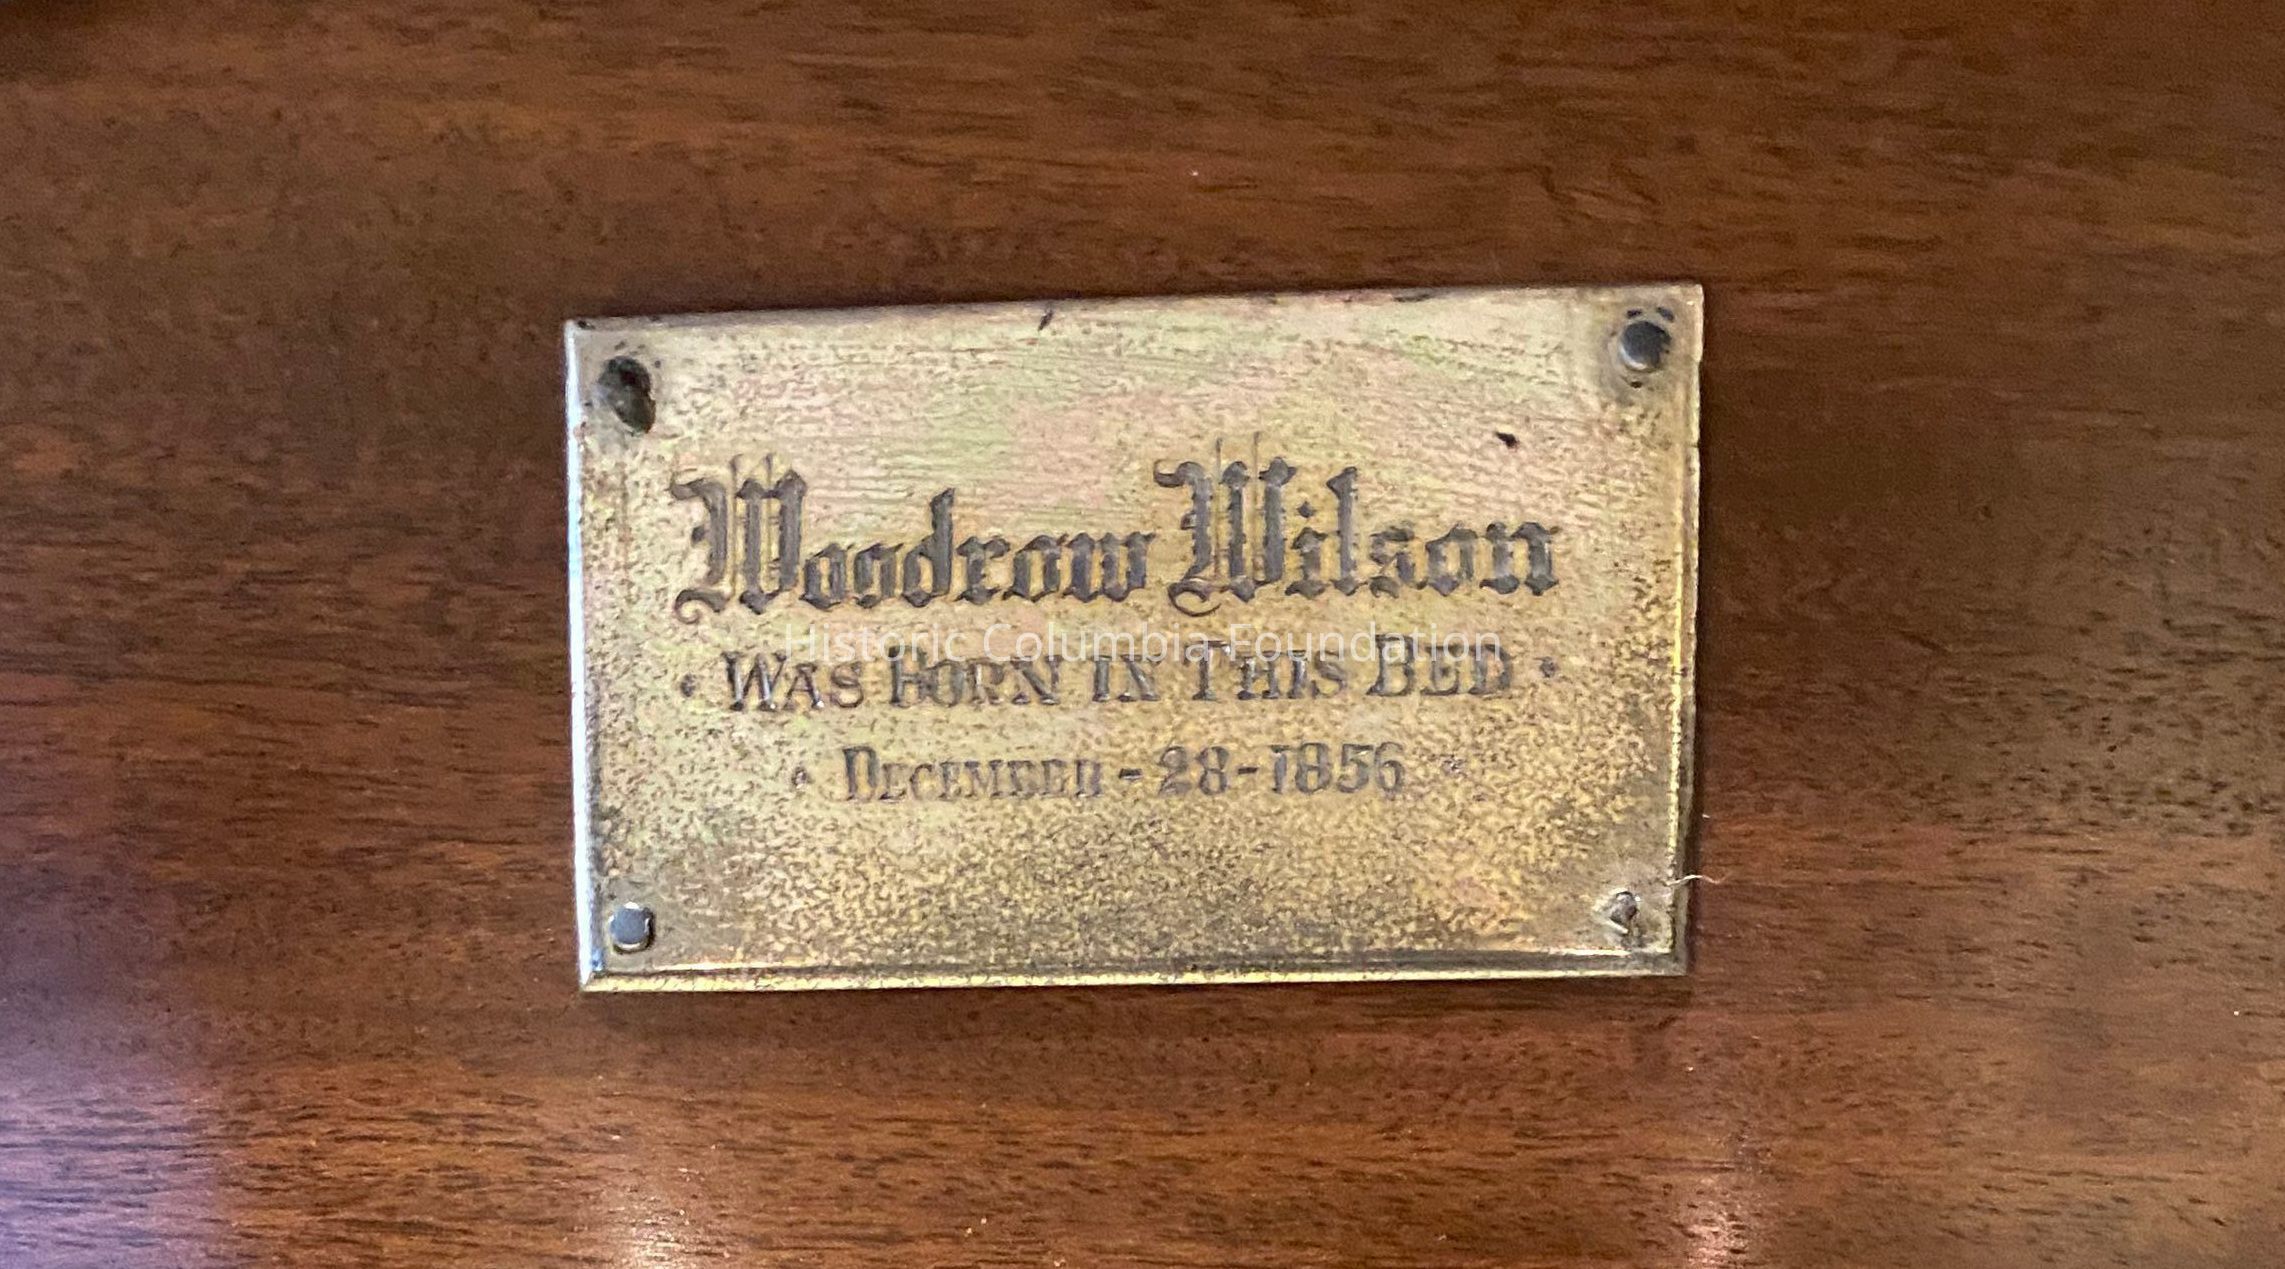 Woodrow Wilson
Historic Columbia Foundation
· WAS BORN IN THIS BED ·
· DECEMBER - 28 - 1856 ·